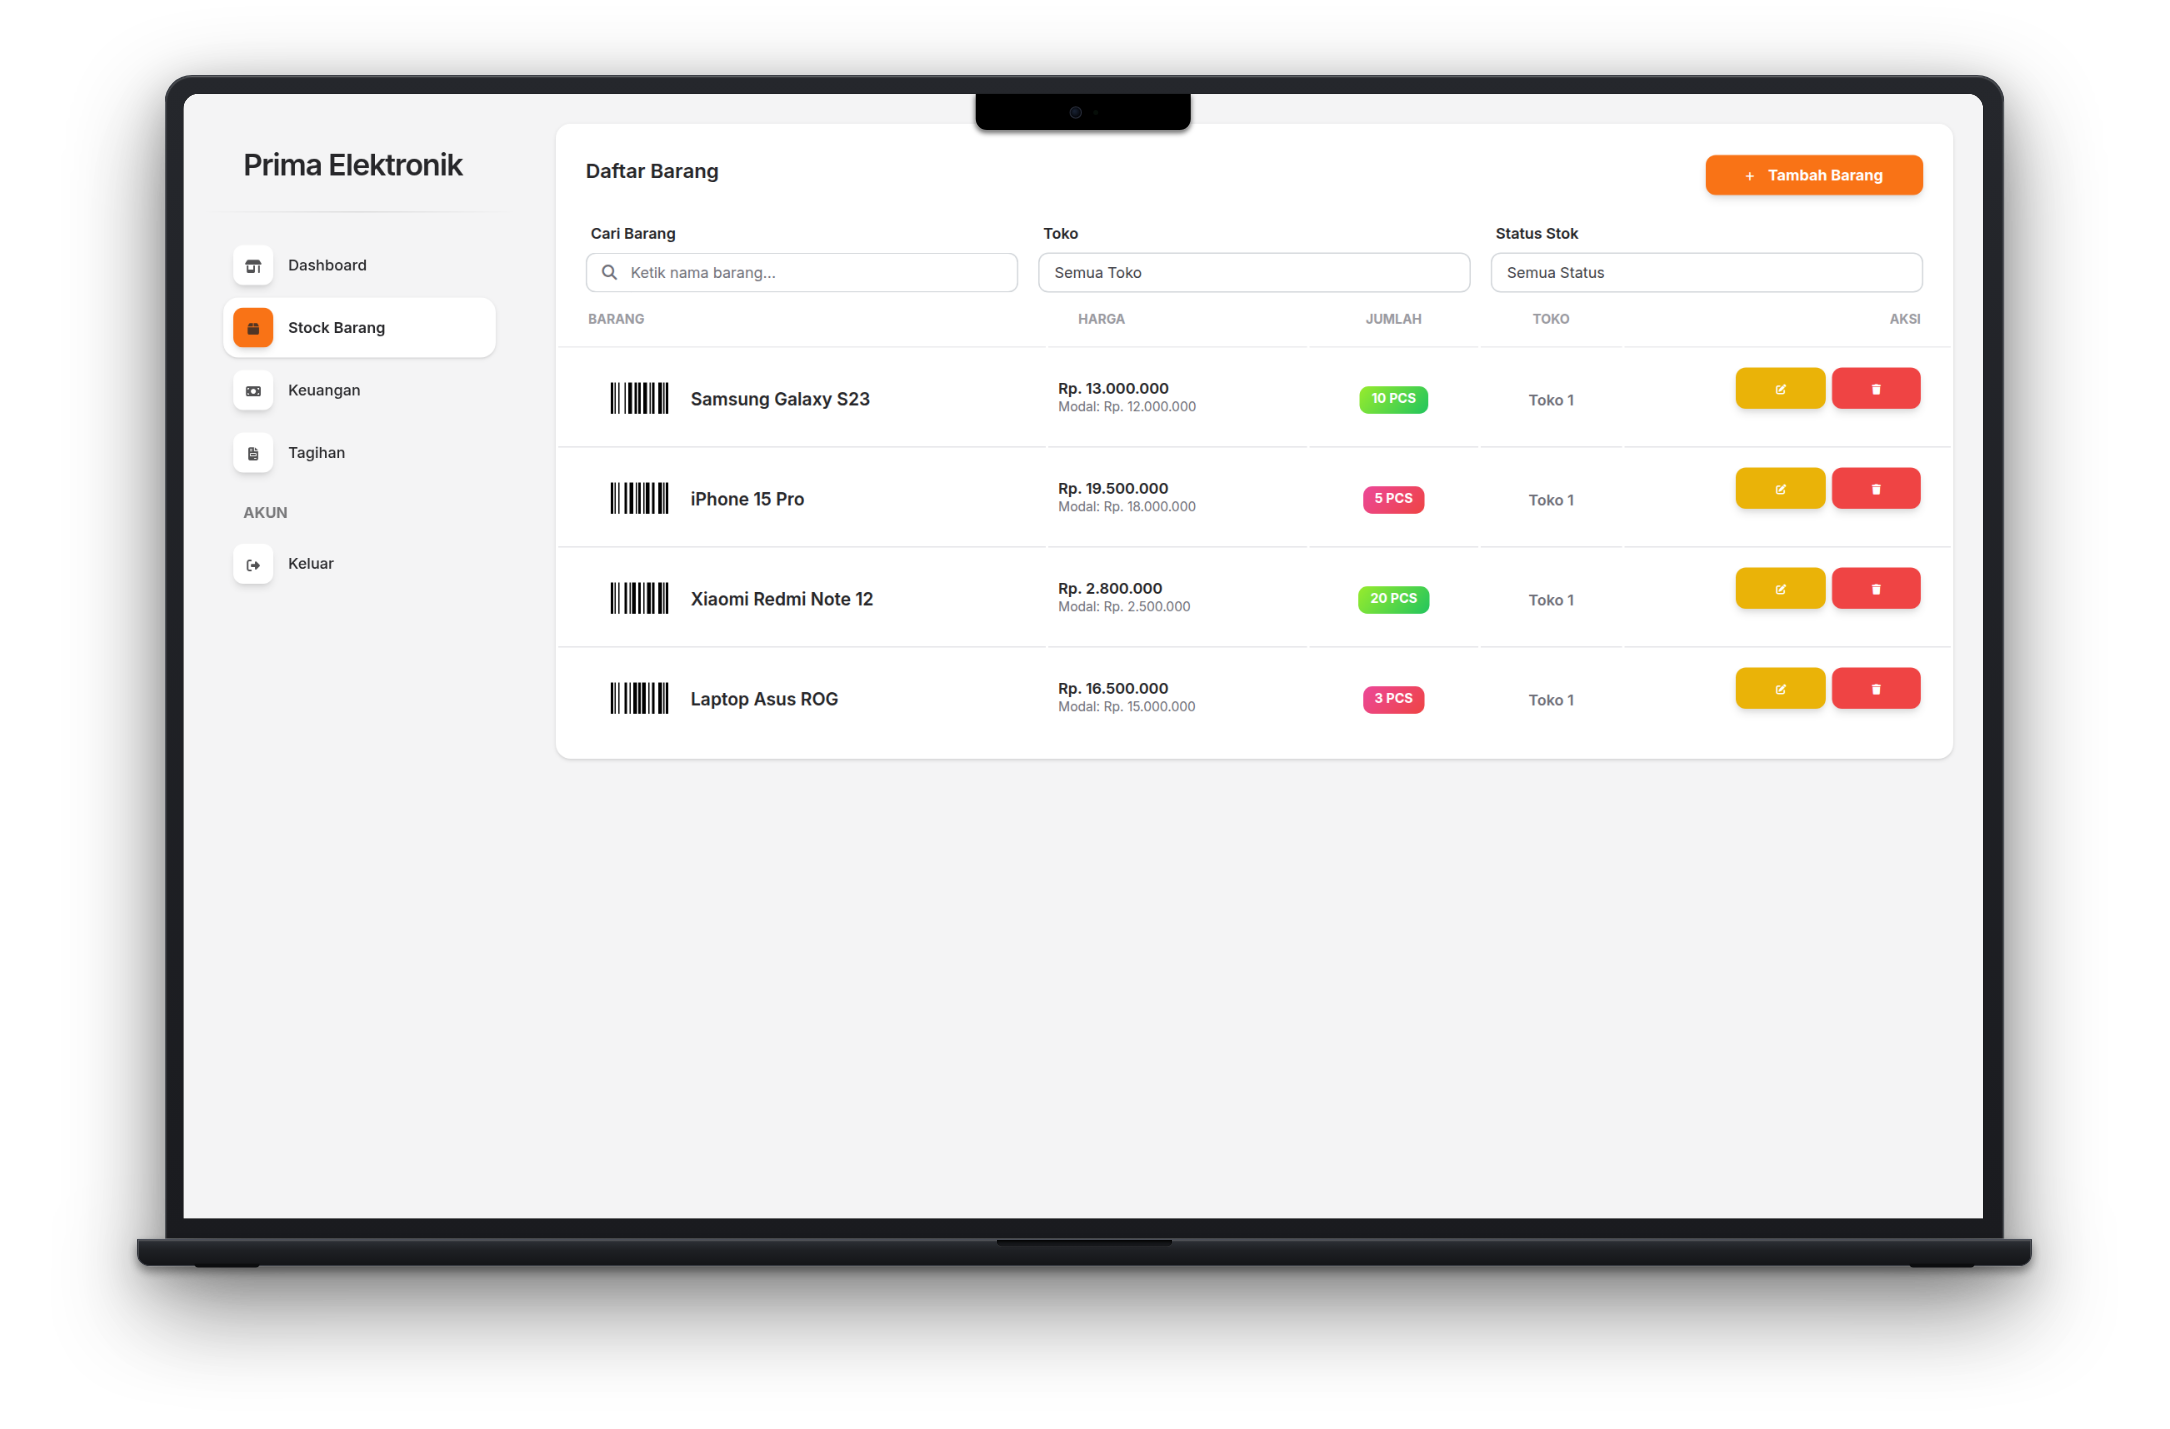 Prima Elektronik
Dashboard
Stock Barang
Keuangan
Tagihan
AKUN
Keluar
Daftar Barang
+ Tambah Barang
Cari Barang
Toko
Status Stok
Ketik nama barang...
Semua Toko
Semua Status
BARANG HARGA JUMLAH TOKO AKSI
Samsung Galaxy S23
Rp. 13.000.000
Modal: Rp. 12.000.000
10 PCS
Toko 1
iPhone 15 Pro
Rp. 19.500.000
Modal: Rp. 18.000.000
5 PCS
Toko 1
Xiaomi Redmi Note 12
Rp. 2.800.000
Modal: Rp. 2.500.000
20 PCS
Toko 1
Laptop Asus ROG
Rp. 16.500.000
Modal: Rp. 15.000.000
3 PCS
Toko 1